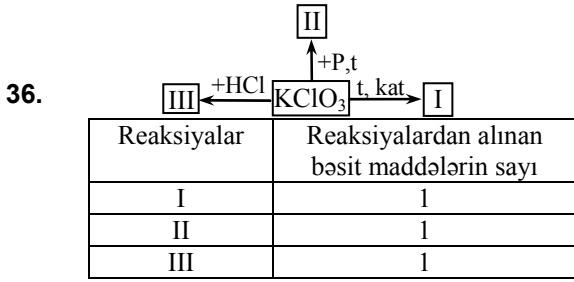 II
+P,t
36. III +HCl KClO₃ t, kat I
Reaksiyalar Reaksiyalardan alınan
bəsit maddələrin sayı
I 1
II 1
III 1